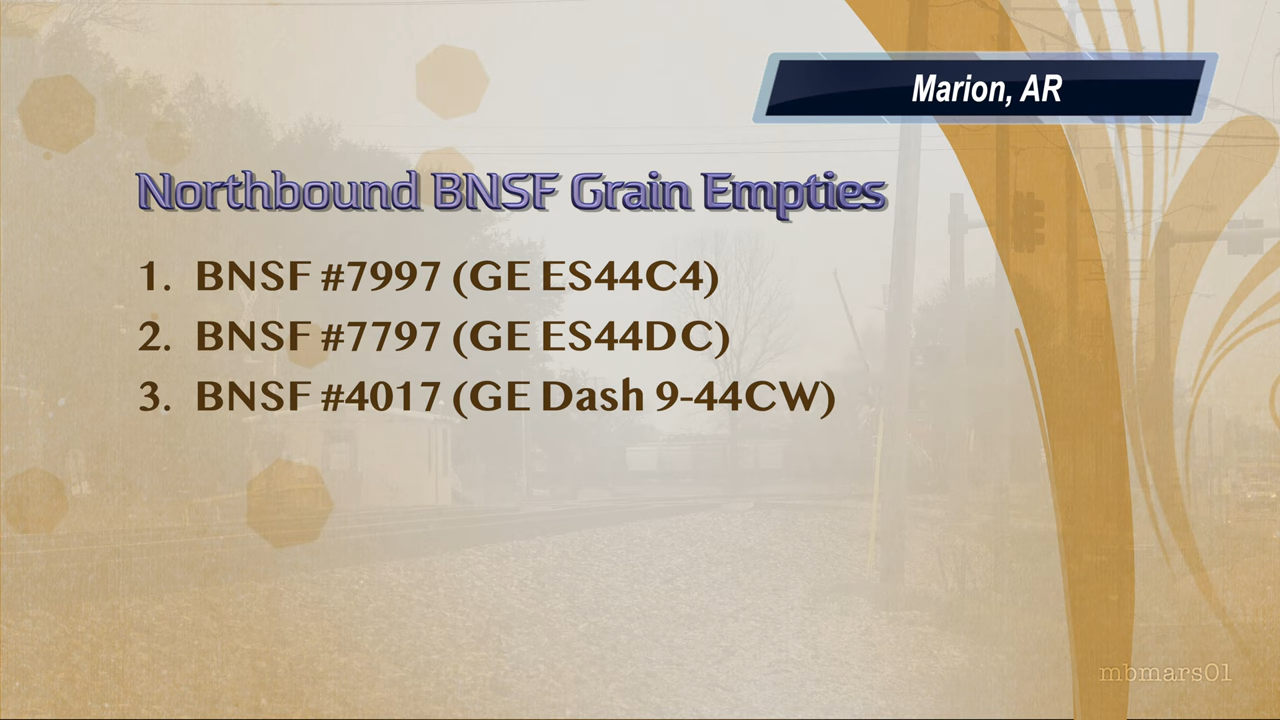 Marion, AR
Northbound BNSF Grain Empties
1. BNSF #7997 (GE ES44C4)
2. BNSF #7797 (GE ES44DC)
3. BNSF #4017 (GE Dash 9-44CW)
mbmars01